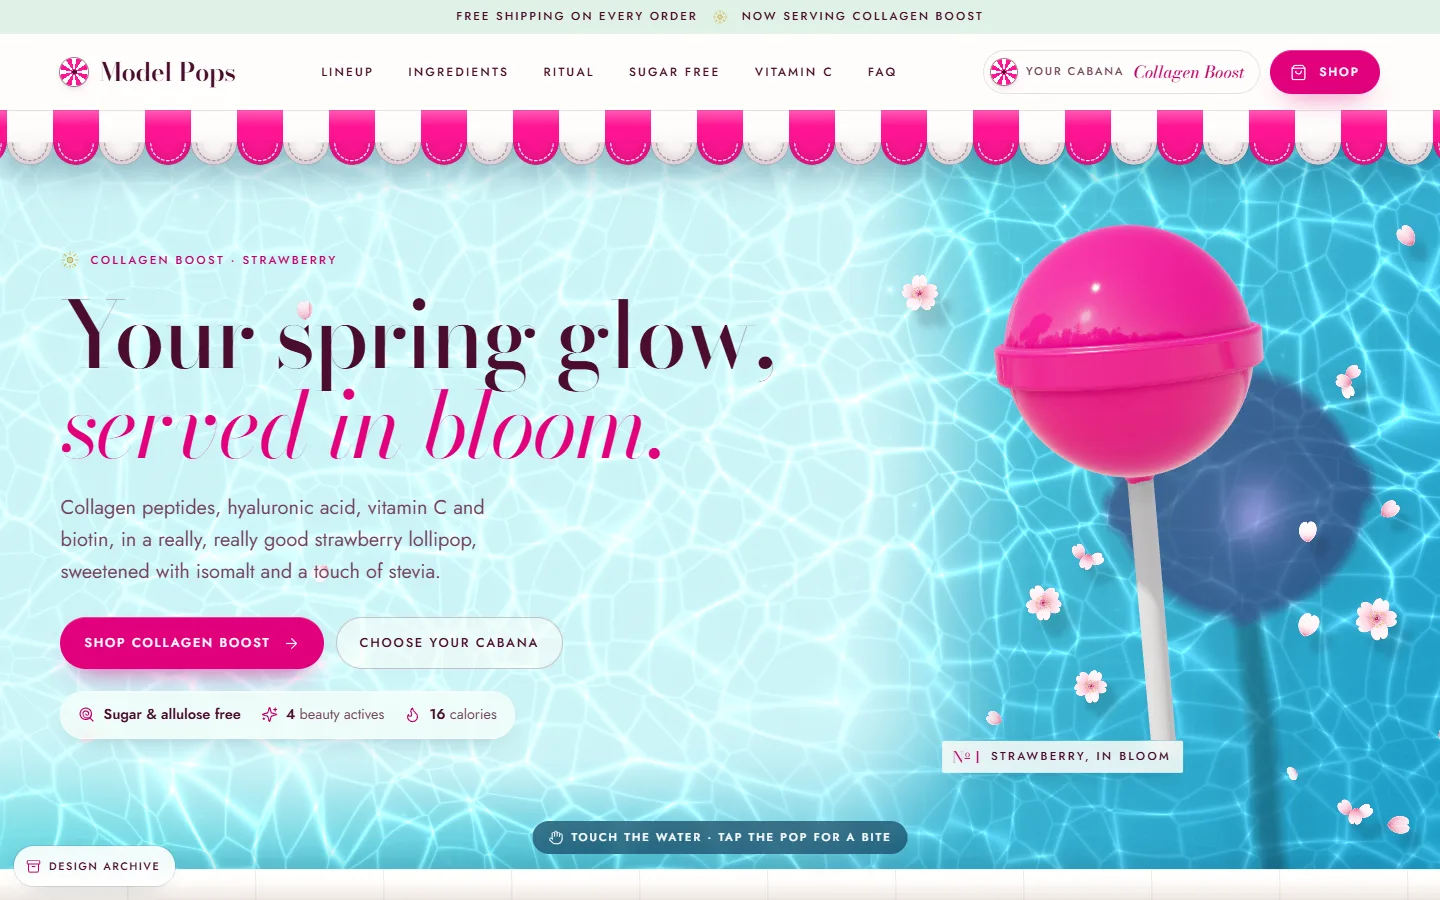 FREE SHIPPING ON EVERY ORDER NOW SERVING COLLAGEN BOOST
Model Pops
LINEUP INGREDIENTS RITUAL SUGAR FREE VITAMIN C FAQ
YOUR CABANA Collagen Boost
SHOP
COLLAGEN BOOST · STRAWBERRY
Your spring glow,
served in bloom.
Collagen peptides, hyaluronic acid, vitamin C and
biotin, in a really, really good strawberry lollipop,
sweetened with isomalt and a touch of stevia.
SHOP COLLAGEN BOOST
CHOOSE YOUR CABANA
Sugar & allulose free 4 beauty actives 16 calories
Nº 1 STRAWBERRY, IN BLOOM
TOUCH THE WATER · TAP THE POP FOR A BITE
DESIGN ARCHIVE